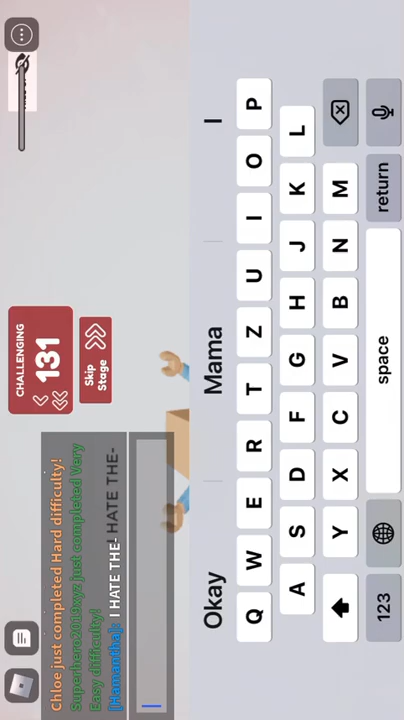 CHALLENGING
131
Skip
Stage
Chloe just completed Hard difficulty!
Superhero2019xyz just completed Very
Easy difficulty!
[Hamantha]: I HATE THE- I HATE THE-
Okay Mama I
Q W E R T Z U I O P
A S D F G H J K L
Y X C V B N M
123 space return